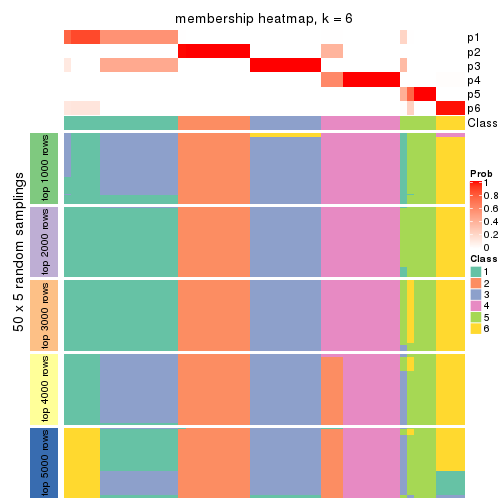 membership heatmap, k = 6
p1
p2
p3
p4
p5
p6
Class
50 x 5 random samplings
top 1000 rows
top 2000 rows
top 3000 rows
top 4000 rows
top 5000 rows
Prob
1
0.8
0.6
0.4
0.2
0
Class
1
2
3
4
5
6